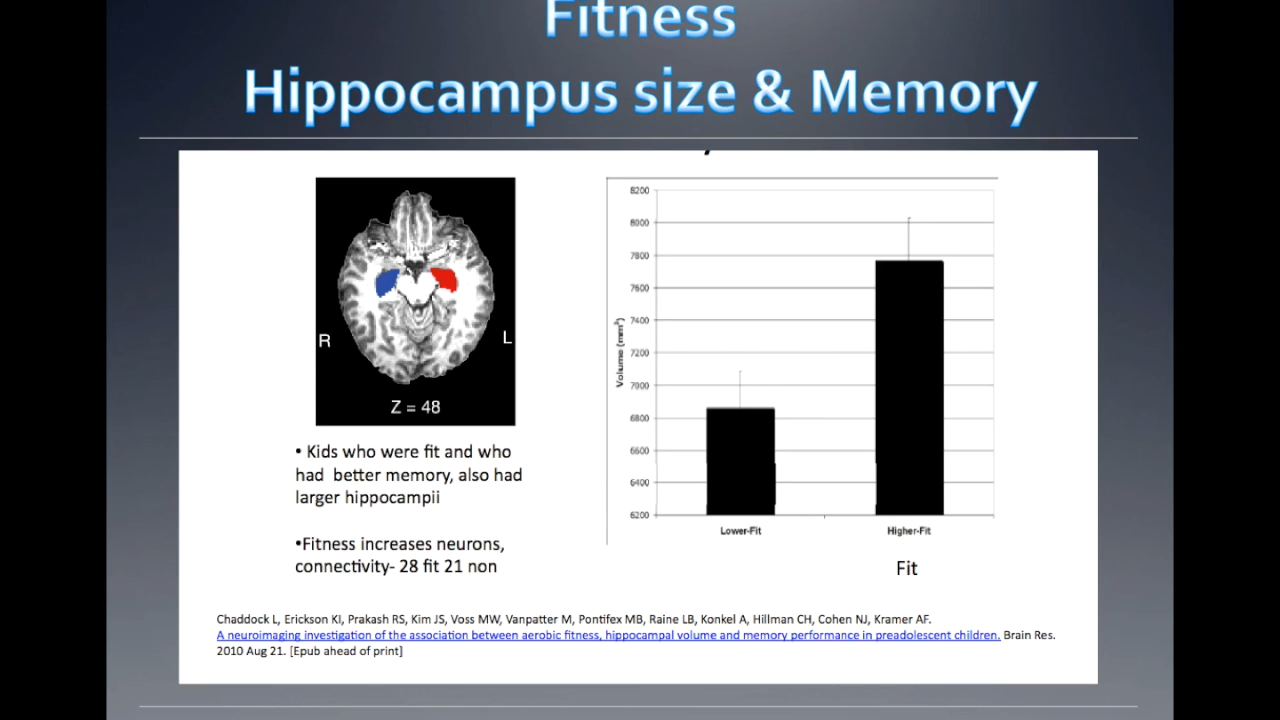 Fitness
Hippocampus size & Memory
R
L
Z = 48
• Kids who were fit and who
had better memory, also had
larger hippocampii
•Fitness increases neurons,
connectivity- 28 fit 21 non
Volume (mm³)
8200
8000
7800
7600
7400
7200
7000
6800
6600
6400
6200
Lower-Fit
Higher-Fit
Fit
Chaddock L, Erickson KI, Prakash RS, Kim JS, Voss MW, Vanpatter M, Pontifex MB, Raine LB, Konkel A, Hillman CH, Cohen NJ, Kramer AF.
A neuroimaging investigation of the association between aerobic fitness, hippocampal volume and memory performance in preadolescent children. Brain Res.
2010 Aug 21. [Epub ahead of print]